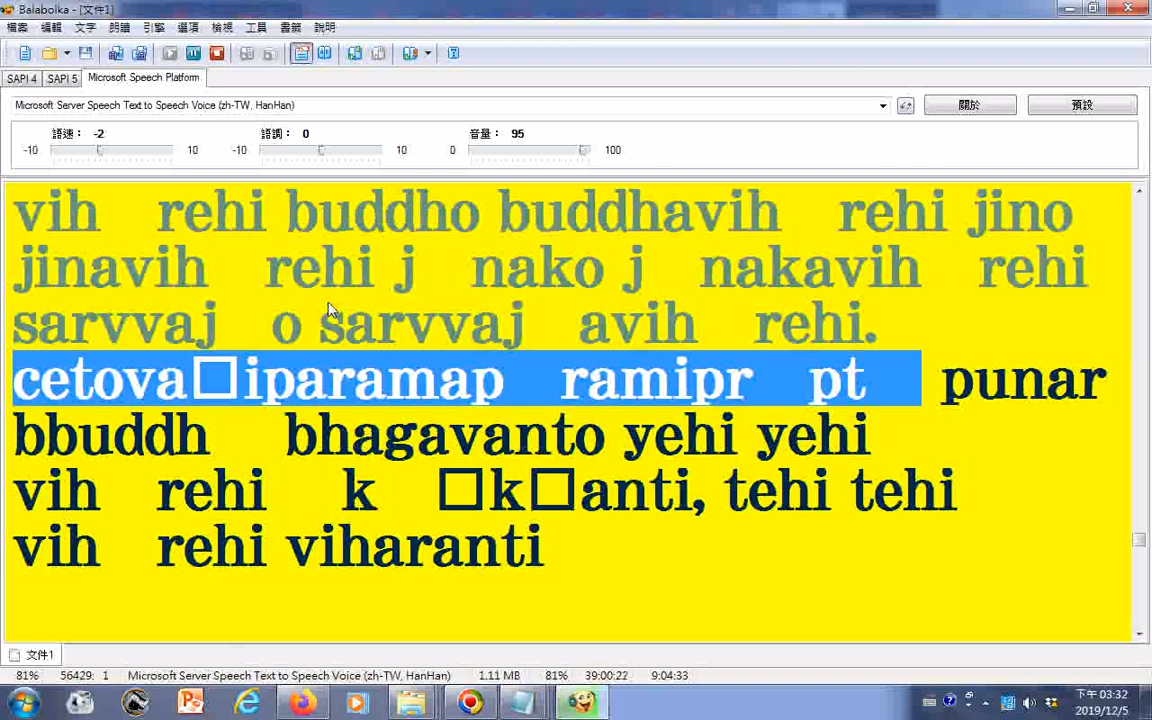 Balabolka - [文件1]
檔案 編輯 文字 朗讀 引擎 選項 檢視 工具 書籤 說明
SAPI 4 SAPI 5 Microsoft Speech Platform
Microsoft Server Speech Text to Speech Voice (zh-TW, HanHan) 關於 預設
語速： -2 語調： 0 音量： 95
-10 10 -10 10 0 100
vih rehi buddho buddhavih rehi jino
jinavih rehi j nako j nakavih rehi
sarvvaj o sarvvaj avih rehi.
cetova□iparamap ramipr pt punar
bbuddh bhagavanto yehi yehi
vih rehi k □k□anti, tehi tehi
vih rehi viharanti
文件1
81% 56429: 1 Microsoft Server Speech Text to Speech Voice (zh-TW, HanHan) 1.11 MB 81% 39:00:22 9:04:33
下午 03:32
2019/12/5